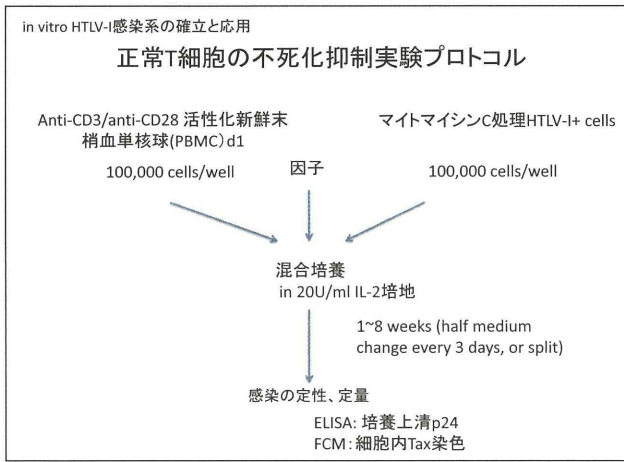 in vitro HTLV-I感染系の確立と応用
正常T細胞の不死化抑制実験プロトコル
Anti-CD3/anti-CD28 活性化新鮮末
梢血単核球(PBMC)d1
100,000 cells/well
因子
マイトマイシンC処理HTLV-I+ cells
100,000 cells/well
混合培養
in 20U/ml IL-2培地
1~8 weeks (half medium
change every 3 days, or split)
感染の定性、定量
ELISA: 培養上清p24
FCM: 細胞内Tax染色